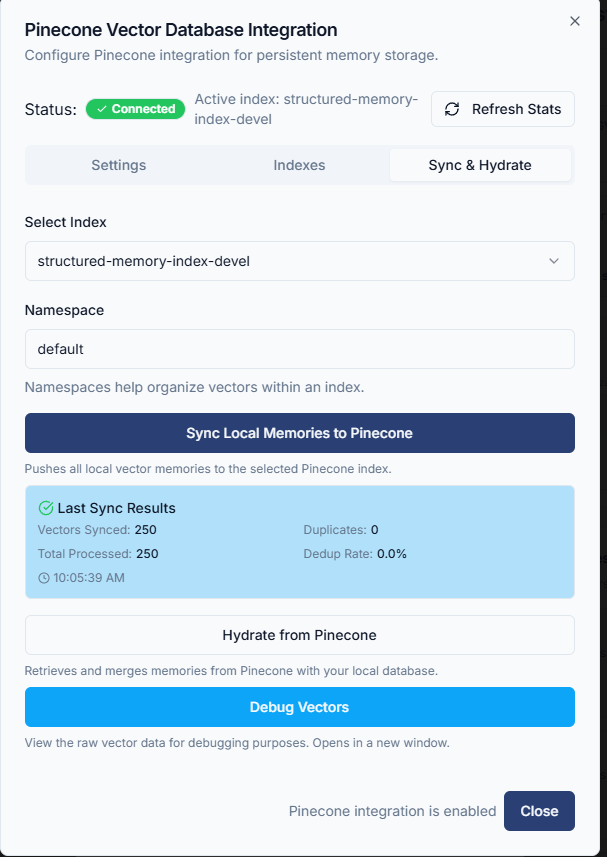 Pinecone Vector Database Integration
Configure Pinecone integration for persistent memory storage.
Status:
Connected
Active index: structured-memory-
index-devel
Refresh Stats
Settings
Indexes
Sync & Hydrate
Select Index
structured-memory-index-devel
Namespace
default
Namespaces help organize vectors within an index.
Sync Local Memories to Pinecone
Pushes all local vector memories to the selected Pinecone index.
Last Sync Results
Vectors Synced: 250
Duplicates: 0
Total Processed: 250
Dedup Rate: 0.0%
10:05:39 AM
Hydrate from Pinecone
Retrieves and merges memories from Pinecone with your local database.
Debug Vectors
View the raw vector data for debugging purposes. Opens in a new window.
Pinecone integration is enabled
Close